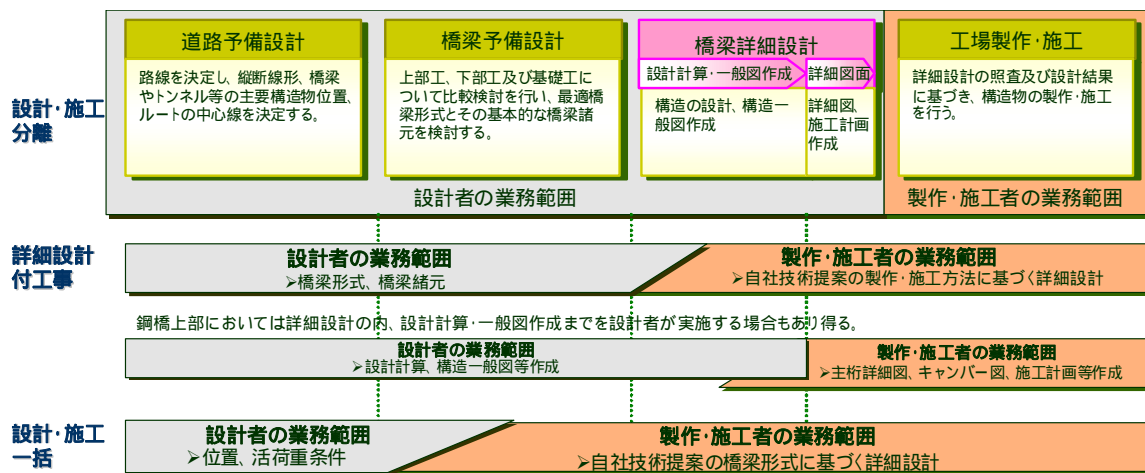 道路予備設計
路線を決定し、縦断線形、橋梁
やトンネル等の主要構造物位置、
ルートの中心線を決定する。
橋梁予備設計
上部工、下部工及び基礎工に
ついて比較検討を行い、最適橋
梁形式とその基本的な橋梁諸
元を検討する。
橋梁詳細設計
設計計算・一般図作成
詳細図面
構造の設計、構造一
般図作成
詳細図、
施工計画
作成
工場製作・施工
詳細設計の照査及び設計結果
に基づき、構造物の製作・施工
を行う。
設計・施工
分離
設計者の業務範囲
製作・施工者の業務範囲
詳細設計
付工事
設計者の業務範囲
➢橋梁形式、橋梁緒元
製作・施工者の業務範囲
➢自社技術提案の製作・施工方法に基づく詳細設計
鋼橋上部においては詳細設計の内、設計計算・一般図作成までを設計者が実施する場合もあり得る。
設計者の業務範囲
➢設計計算、構造一般図等作成
製作・施工者の業務範囲
➢主桁詳細図、キャンバー図、施工計画等作成
設計・施工
一括
設計者の業務範囲
➢位置、活荷重条件
製作・施工者の業務範囲
➢自社技術提案の橋梁形式に基づく詳細設計